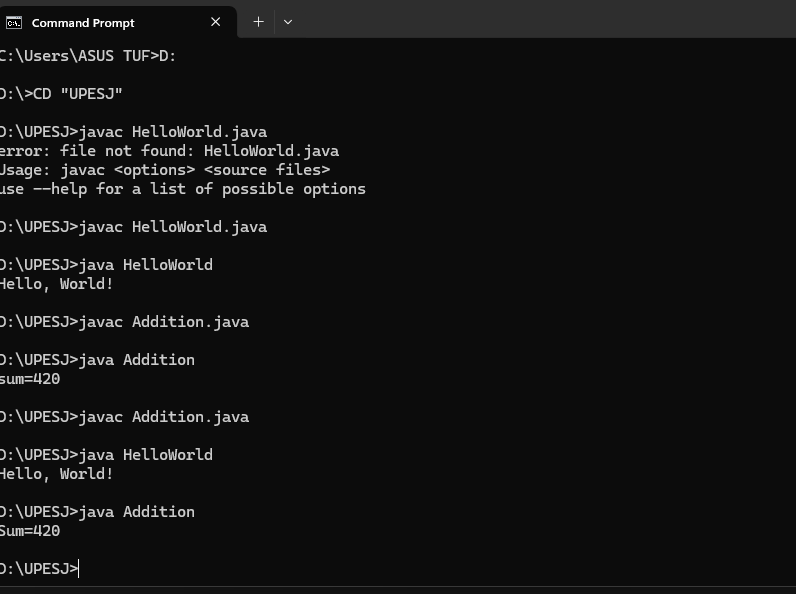 Command Prompt
C:\Users\ASUS TUF>D:
D:\>CD "UPESJ"
D:\UPESJ>javac HelloWorld.java
error: file not found: HelloWorld.java
Usage: javac <options> <source files>
use --help for a list of possible options
D:\UPESJ>javac HelloWorld.java
D:\UPESJ>java HelloWorld
Hello, World!
D:\UPESJ>javac Addition.java
D:\UPESJ>java Addition
sum=420
D:\UPESJ>javac Addition.java
D:\UPESJ>java HelloWorld
Hello, World!
D:\UPESJ>java Addition
Sum=420
D:\UPESJ>